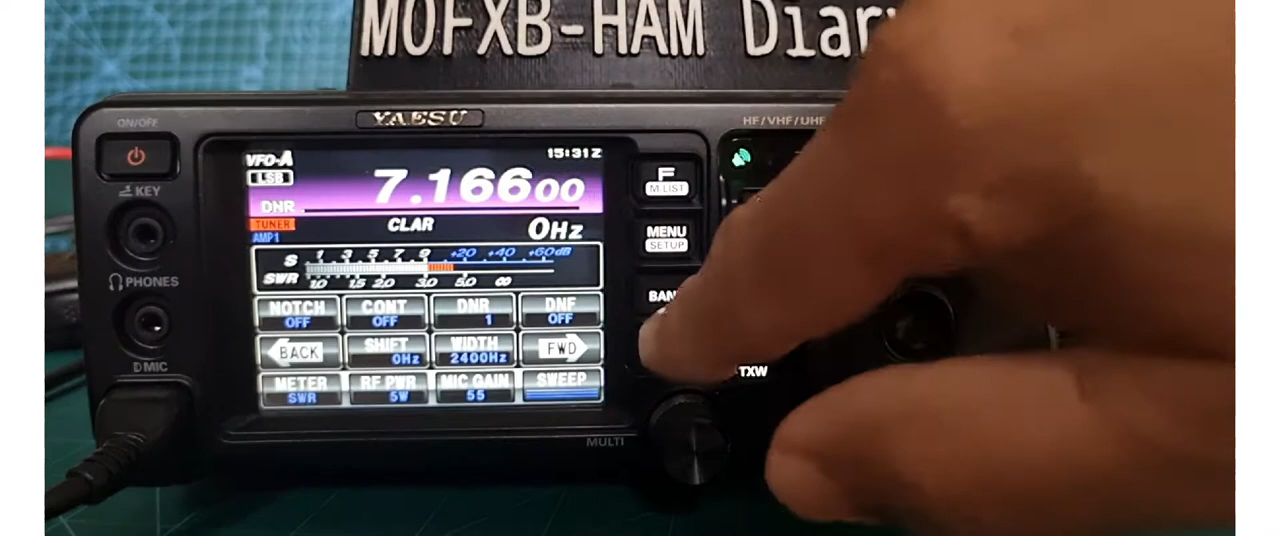 M0FXB-HAM Diary
ON/OFF
YAESU
HF/VHF/UHF
VFO-A
15:31Z
LSB
7.16600
DNR
TUNER
CLAR
0Hz
AMP1
S 1 3 5 7 9 +20 +40 +60dB
SWR 1.0 1.5 2.0 3.0 5.0 ∞
NOTCH CONT DNR DNF
OFF OFF 1 OFF
BACK SHIFT WIDTH FWD
0Hz 2400Hz
METER RF PWR MIC GAIN SWEEP
SWR 5W 55
F
M.LIST
MENU
SETUP
KEY
PHONES
DMIC
TXW
MULTI